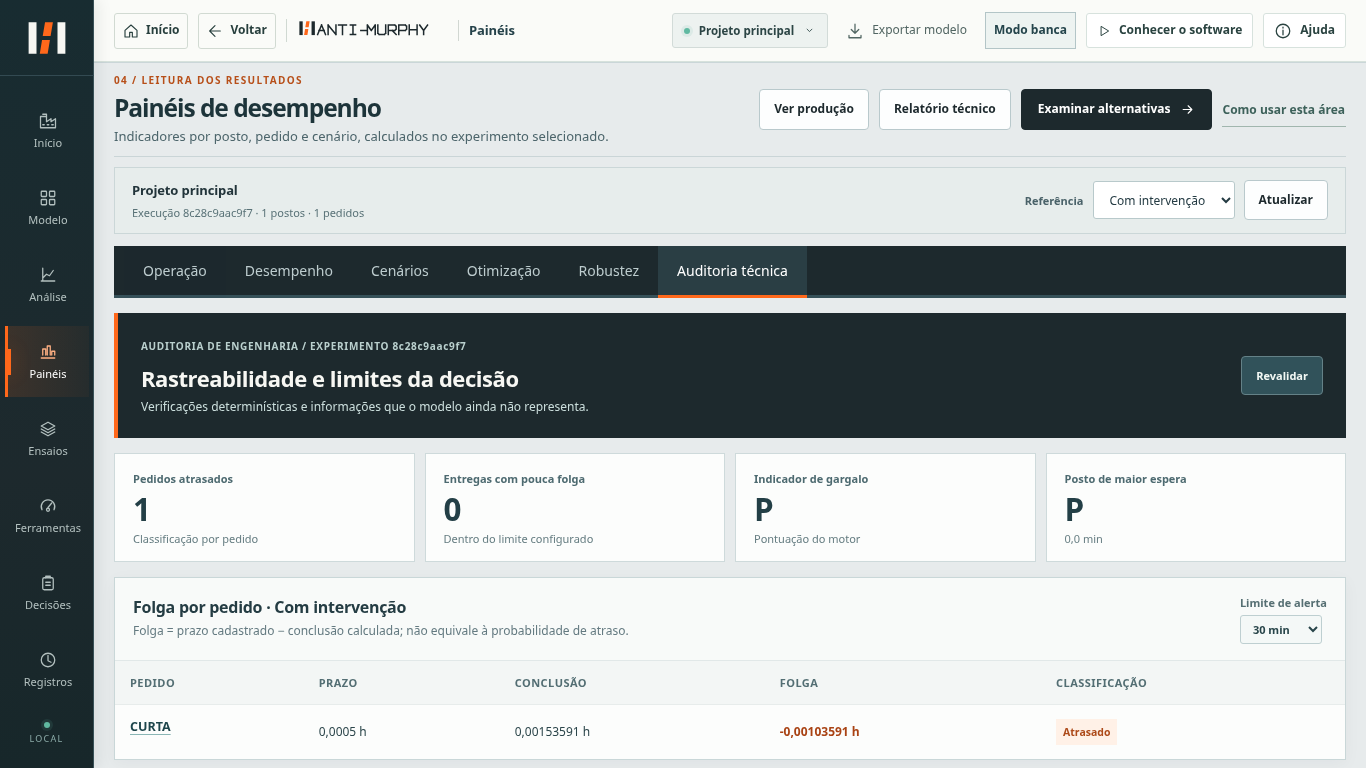 Início
Voltar
ANTI-MURPHY
Painéis
Projeto principal
Exportar modelo
Modo banca
Conhecer o software
Ajuda
Início
Modelo
Análise
Painéis
Ensaios
Ferramentas
Decisões
Registros
LOCAL
04 / LEITURA DOS RESULTADOS
Painéis de desempenho
Indicadores por posto, pedido e cenário, calculados no experimento selecionado.
Ver produção
Relatório técnico
Examinar alternativas →
Como usar esta área
Projeto principal
Execução 8c28c9aac9f7 · 1 postos · 1 pedidos
Referência
Com intervenção
Atualizar
Operação
Desempenho
Cenários
Otimização
Robustez
Auditoria técnica
AUDITORIA DE ENGENHARIA / EXPERIMENTO 8c28c9aac9f7
Rastreabilidade e limites da decisão
Verificações determinísticas e informações que o modelo ainda não representa.
Revalidar
Pedidos atrasados
1
Classificação por pedido
Entregas com pouca folga
0
Dentro do limite configurado
Indicador de gargalo
P
Pontuação do motor
Posto de maior espera
P
0,0 min
Folga por pedido · Com intervenção
Folga = prazo cadastrado − conclusão calculada; não equivale à probabilidade de atraso.
Limite de alerta
30 min
PEDIDO PRAZO CONCLUSÃO FOLGA CLASSIFICAÇÃO
CURTA 0,0005 h 0,00153591 h -0,00103591 h Atrasado